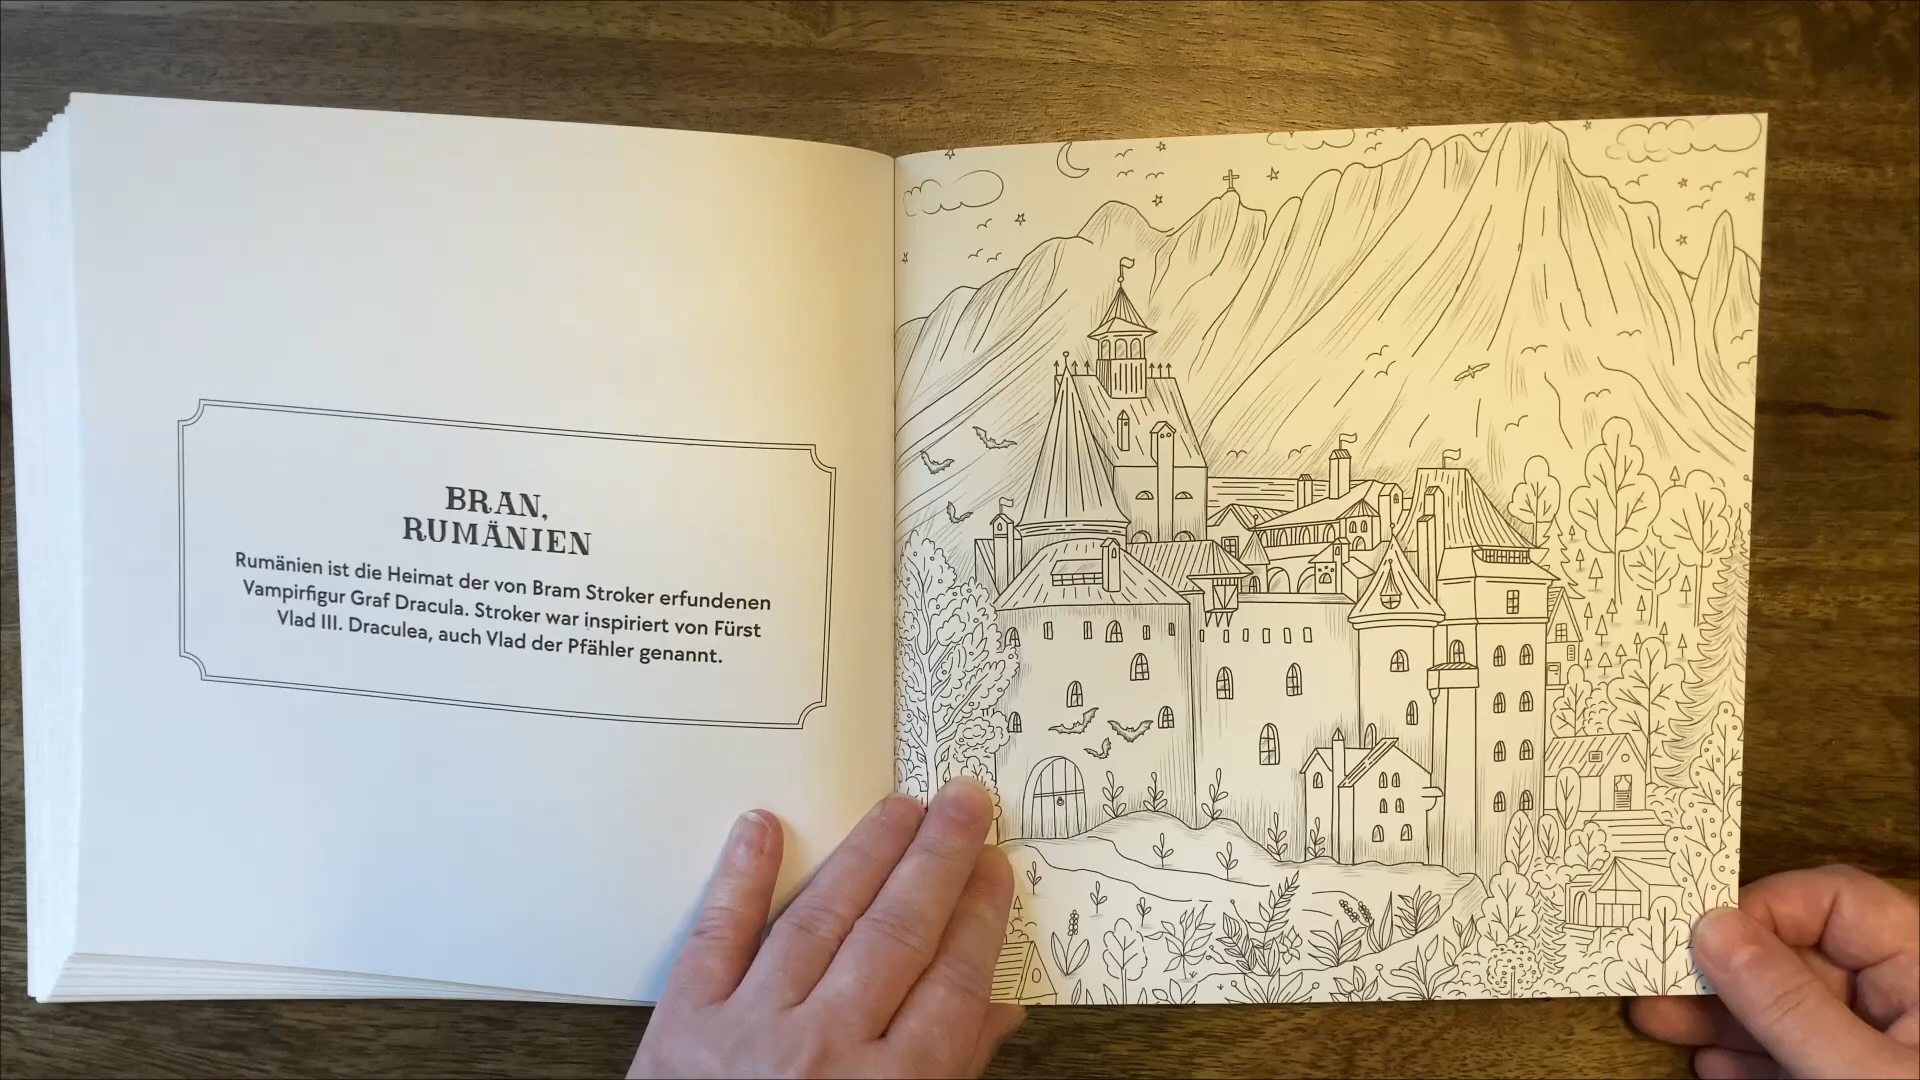 BRAN,
RUMÄNIEN
Rumänien ist die Heimat der von Bram Stroker erfundenen
Vampirfigur Graf Dracula. Stroker war inspiriert von Fürst
Vlad III. Draculea, auch Vlad der Pfähler genannt.